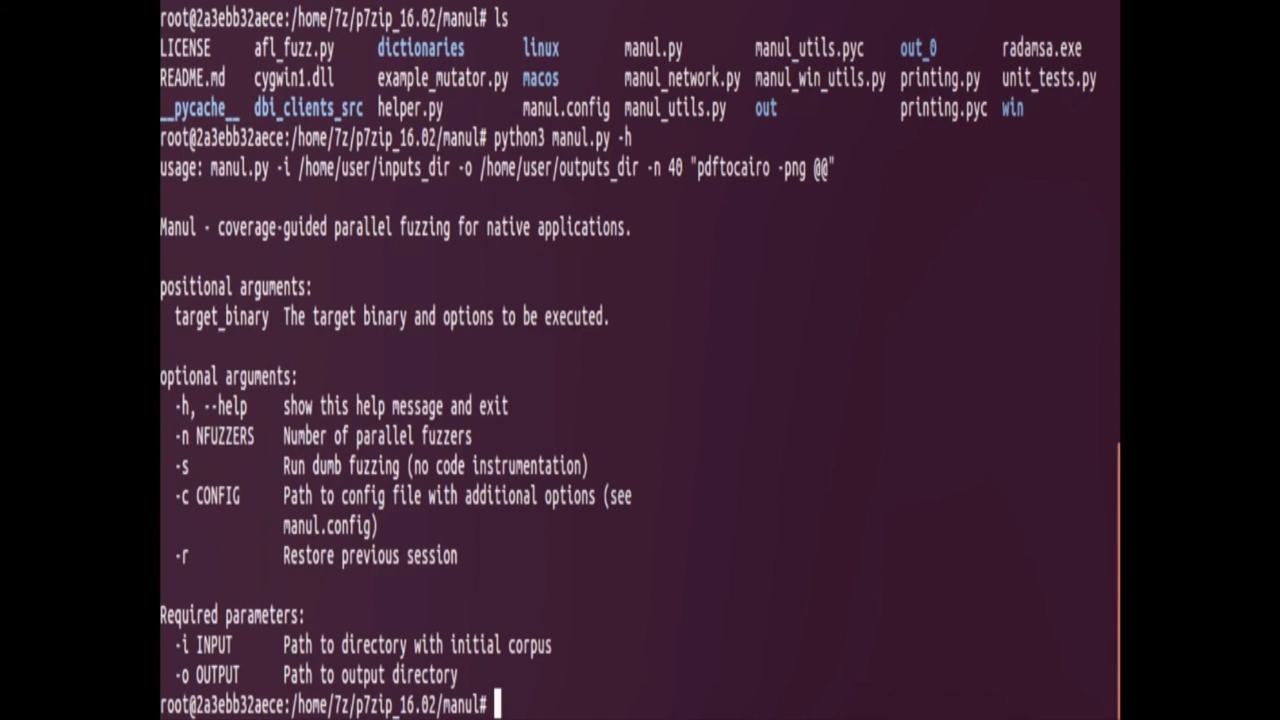 root@2a3ebb32aece:/home/7z/p7zip_16.02/manul# ls
LICENSE afl_fuzz.py dictionaries linux manul.py manul_utils.pyc out_0 radamsa.exe
README.md cygwin1.dll example_mutator.py macos manul_network.py manul_win_utils.py printing.py unit_tests.py
__pycache__ dbi_clients_src helper.py manul.config manul_utils.py out printing.pyc win
root@2a3ebb32aece:/home/7z/p7zip_16.02/manul# python3 manul.py -h
usage: manul.py -i /home/user/inputs_dir -o /home/user/outputs_dir -n 40 "pdftocairo -png @@"
Manul - coverage-guided parallel fuzzing for native applications.
positional arguments:
target_binary The target binary and options to be executed.
optional arguments:
-h, --help show this help message and exit
-n NFUZZERS Number of parallel fuzzers
-s Run dumb fuzzing (no code instrumentation)
-c CONFIG Path to config file with additional options (see
manul.config)
-r Restore previous session
Required parameters:
-i INPUT Path to directory with initial corpus
-o OUTPUT Path to output directory
root@2a3ebb32aece:/home/7z/p7zip_16.02/manul#